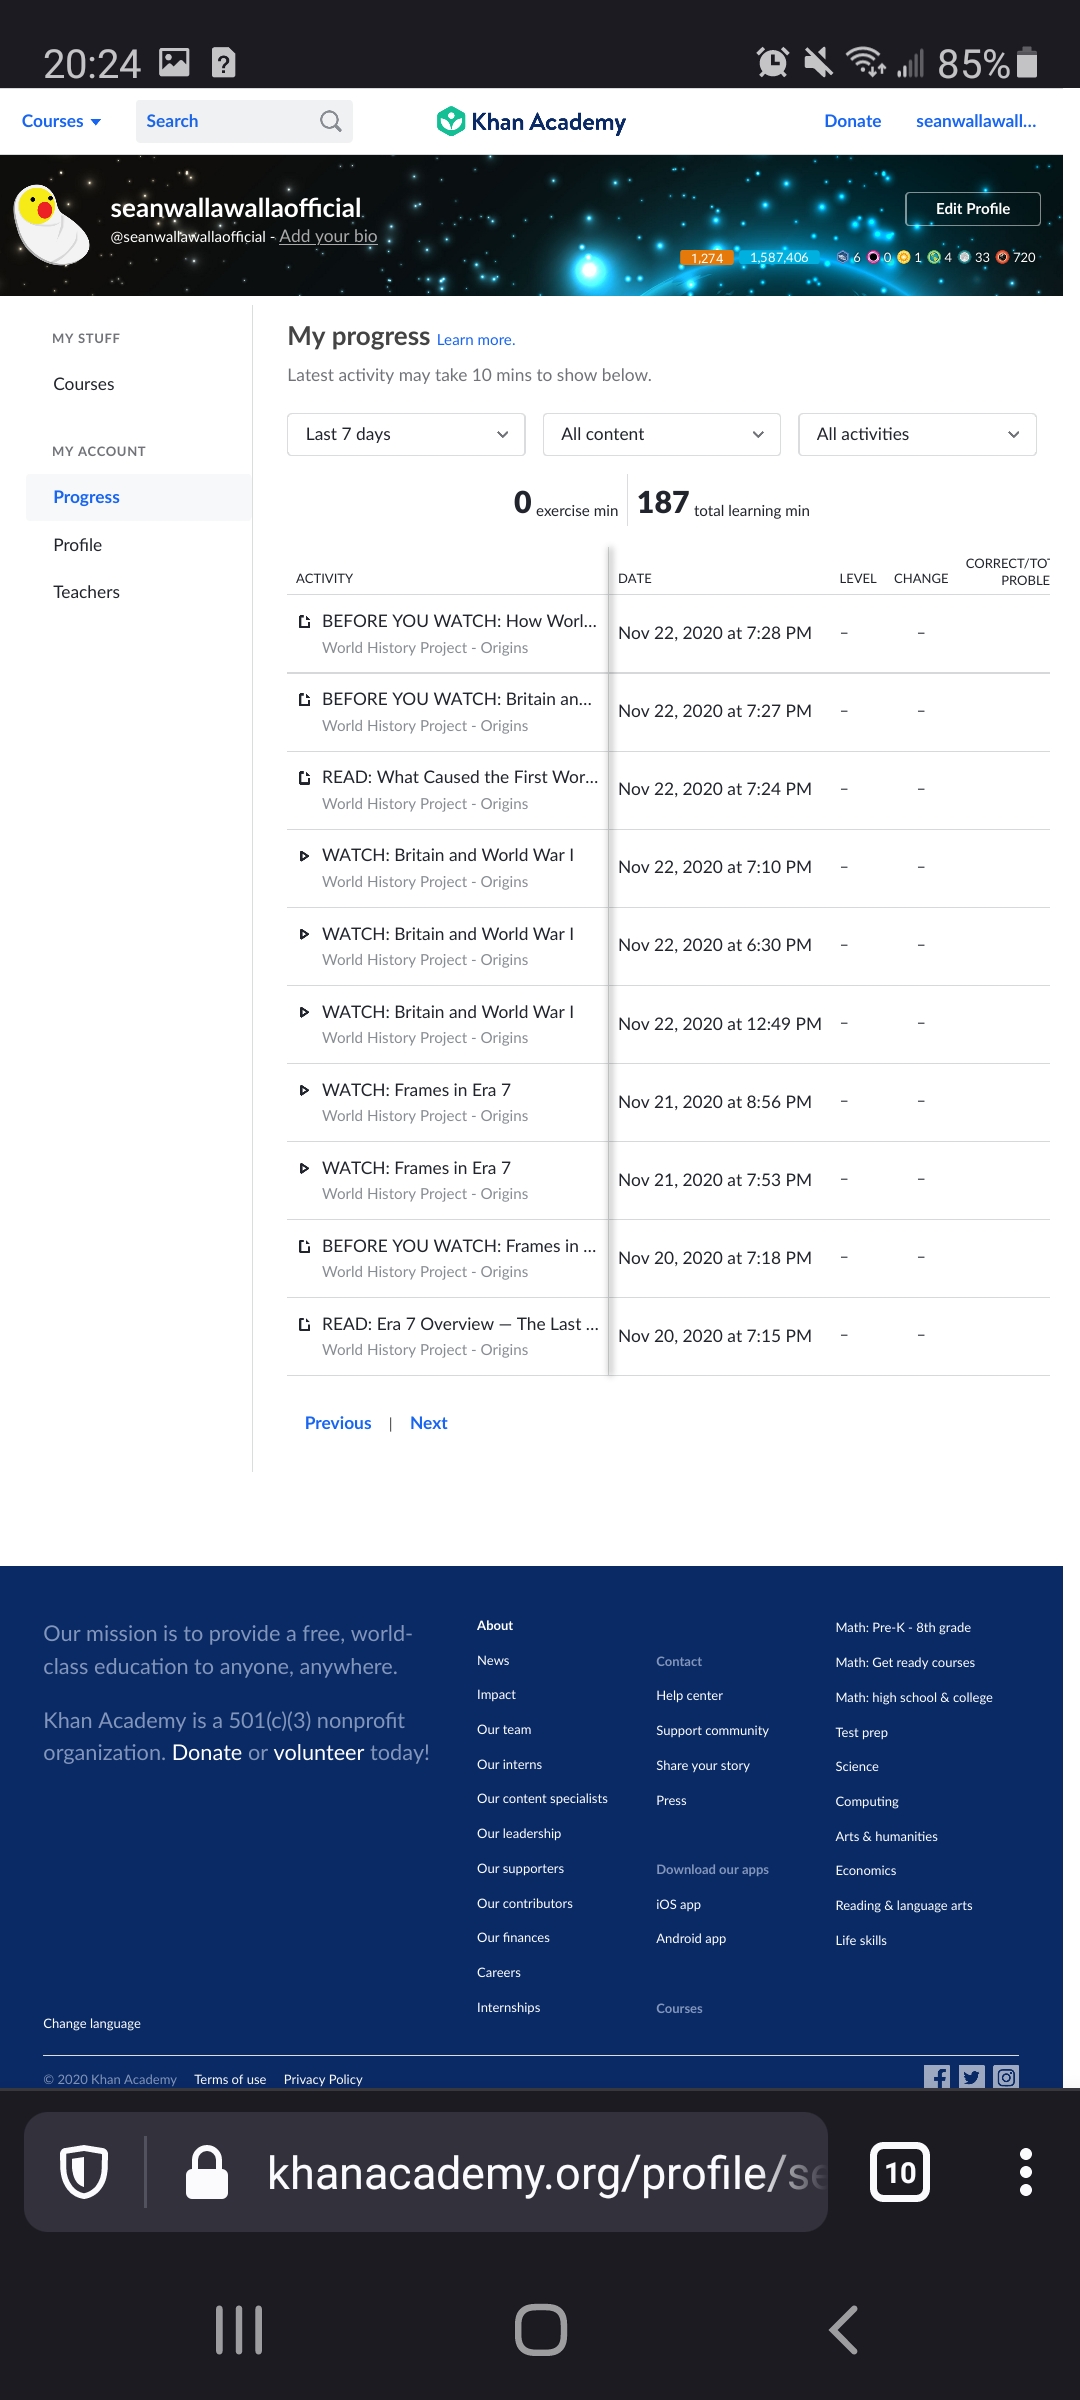 20:24 85%
Courses Search Khan Academy Donate seanwallawall...
seanwallawallaofficial
@seanwallawallaofficial - Add your bio
Edit Profile
1,274 1,587,406 6 0 1 4 33 720
MY STUFF
Courses
MY ACCOUNT
Progress
Profile
Teachers
My progress Learn more.
Latest activity may take 10 mins to show below.
Last 7 days All content All activities
0 exercise min 187 total learning min
ACTIVITY DATE LEVEL CHANGE CORRECT/TOT
PROBLE
BEFORE YOU WATCH: How Worl...
World History Project - Origins
Nov 22, 2020 at 7:28 PM – –
BEFORE YOU WATCH: Britain an...
World History Project - Origins
Nov 22, 2020 at 7:27 PM – –
READ: What Caused the First Wor...
World History Project - Origins
Nov 22, 2020 at 7:24 PM – –
WATCH: Britain and World War I
World History Project - Origins
Nov 22, 2020 at 7:10 PM – –
WATCH: Britain and World War I
World History Project - Origins
Nov 22, 2020 at 6:30 PM – –
WATCH: Britain and World War I
World History Project - Origins
Nov 22, 2020 at 12:49 PM – –
WATCH: Frames in Era 7
World History Project - Origins
Nov 21, 2020 at 8:56 PM – –
WATCH: Frames in Era 7
World History Project - Origins
Nov 21, 2020 at 7:53 PM – –
BEFORE YOU WATCH: Frames in ...
World History Project - Origins
Nov 20, 2020 at 7:18 PM – –
READ: Era 7 Overview — The Last ...
World History Project - Origins
Nov 20, 2020 at 7:15 PM – –
Previous | Next
Our mission is to provide a free, world-
class education to anyone, anywhere.
Khan Academy is a 501(c)(3) nonprofit
organization. Donate or volunteer today!
About
News
Impact
Our team
Our interns
Our content specialists
Our leadership
Our supporters
Our contributors
Our finances
Careers
Internships
Contact
Help center
Support community
Share your story
Press
Download our apps
iOS app
Android app
Courses
Math: Pre-K - 8th grade
Math: Get ready courses
Math: high school & college
Test prep
Science
Computing
Arts & humanities
Economics
Reading & language arts
Life skills
Change language
© 2020 Khan Academy Terms of use Privacy Policy
khanacademy.org/profile/se
10